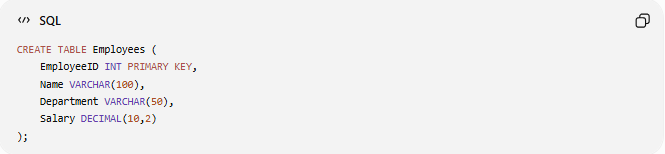 </> SQL
CREATE TABLE Employees (
    EmployeeID INT PRIMARY KEY,
    Name VARCHAR(100),
    Department VARCHAR(50),
    Salary DECIMAL(10,2)
);